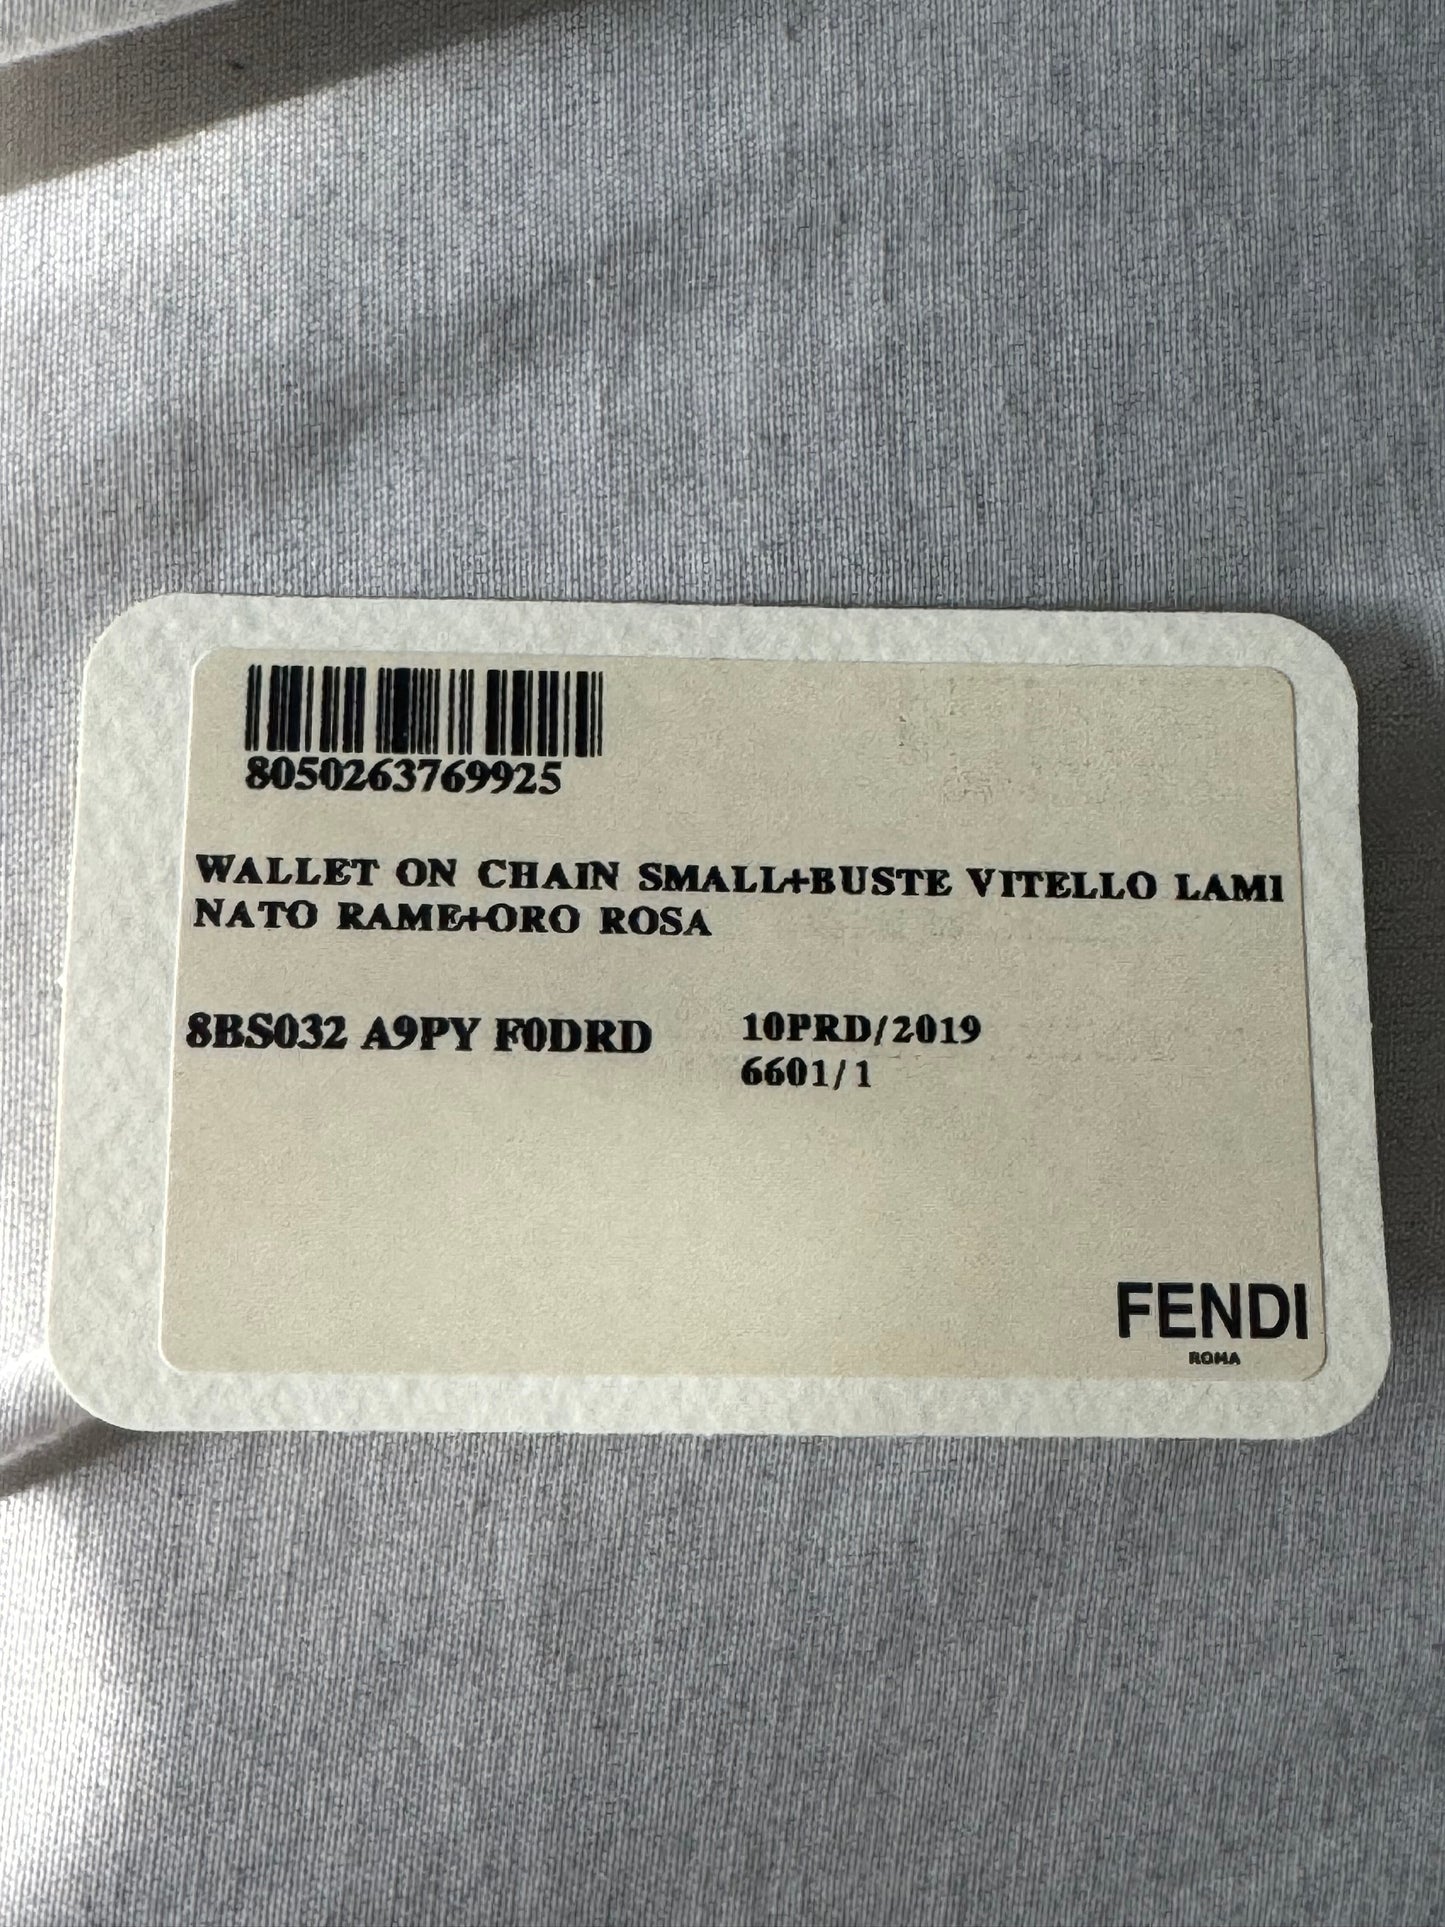 8050263769925
WALLET ON CHAIN SMALL+BUSTE VITELLO LAMI
NATO RAME+ORO ROSA
8BS032 A9PY F0DRD 10PRD/2019
6601/1
FENDI
ROMA